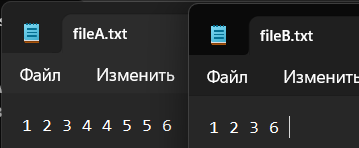 fileA.txt
Файл Изменить
1 2 3 4 4 5 5 6
fileB.txt
Файл Изменить
1 2 3 6